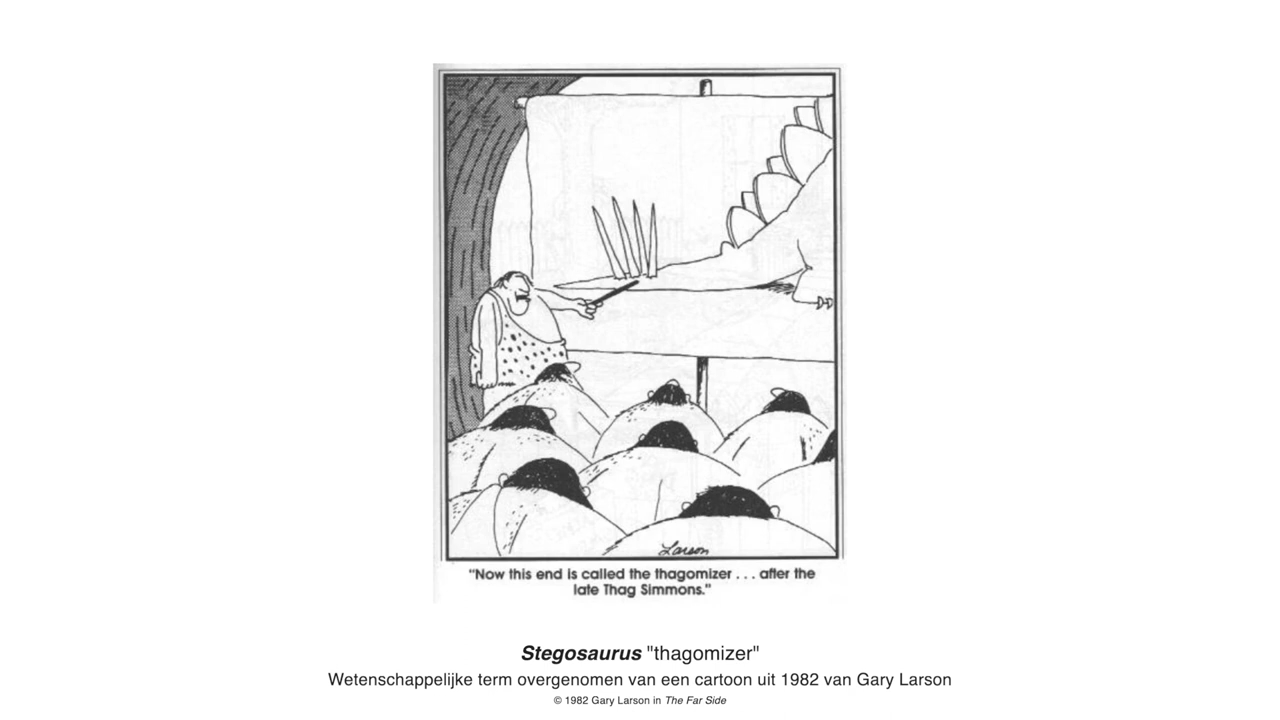 Larson
"Now this end is called the thagomizer . . . after the
late Thag Simmons."
Stegosaurus "thagomizer"
Wetenschappelijke term overgenomen van een cartoon uit 1982 van Gary Larson
© 1982 Gary Larson in The Far Side